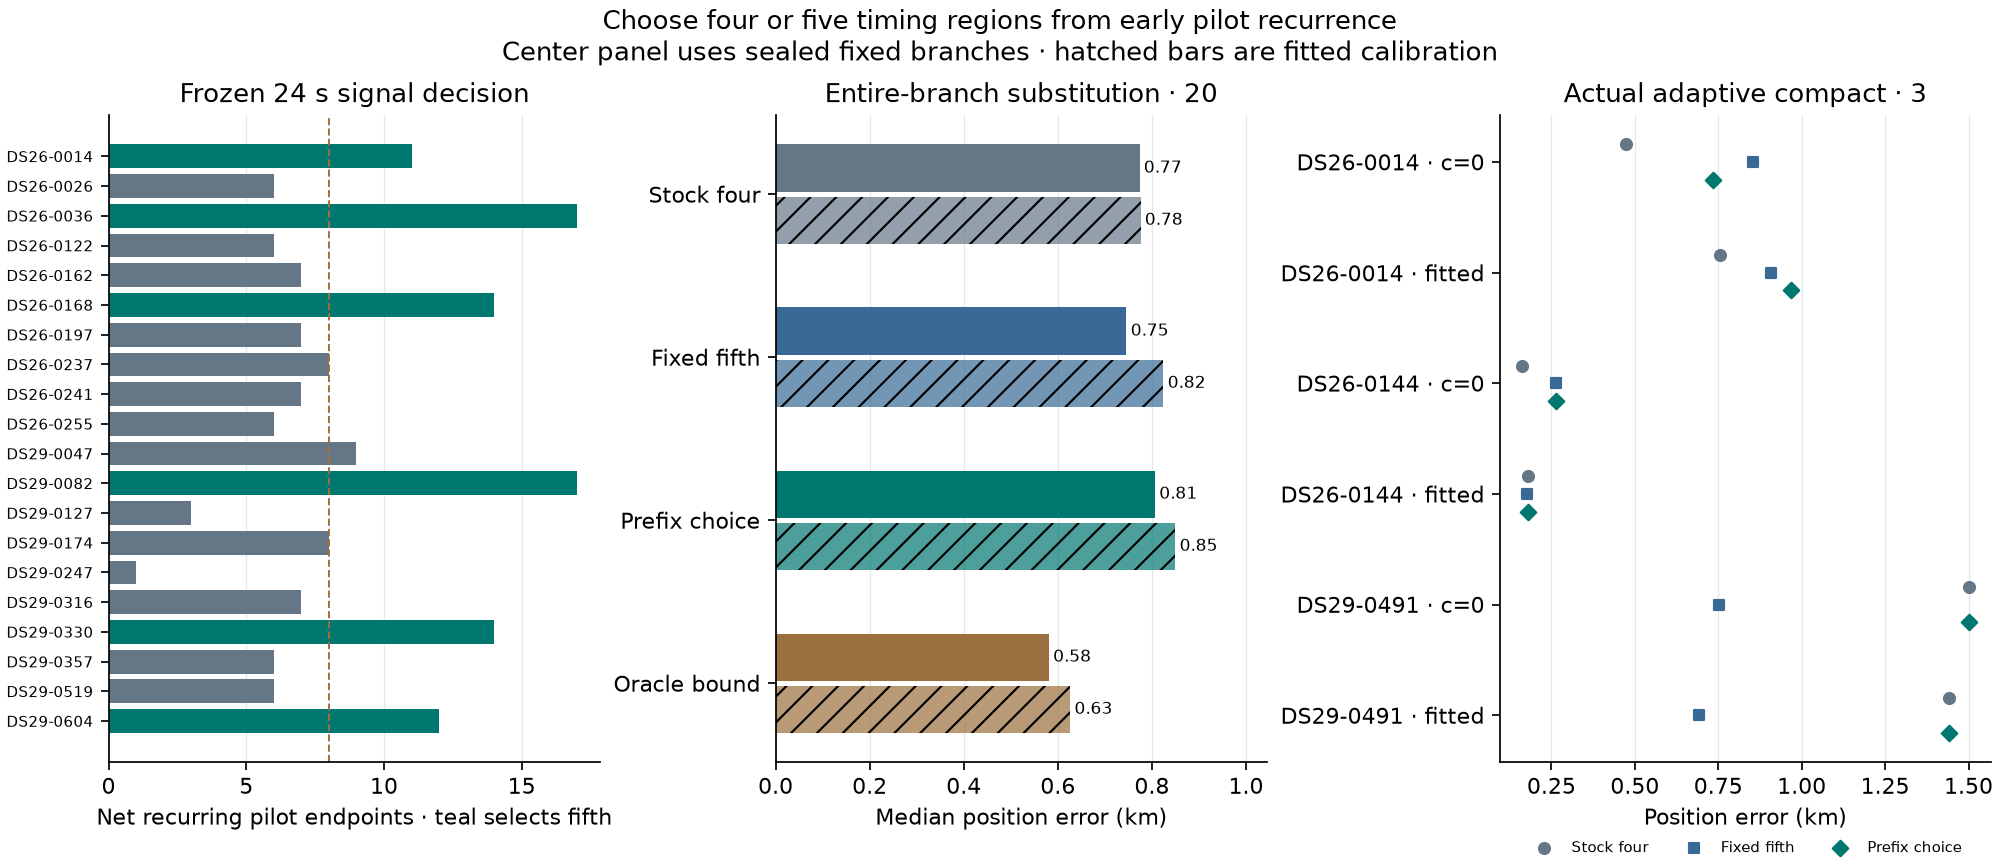 Choose four or five timing regions from early pilot recurrence
Center panel uses sealed fixed branches · hatched bars are fitted calibration
Frozen 24 s signal decision
DS26-0014
DS26-0026
DS26-0036
DS26-0122
DS26-0162
DS26-0168
DS26-0197
DS26-0237
DS26-0241
DS26-0255
DS29-0047
DS29-0082
DS29-0127
DS29-0174
DS29-0247
DS29-0316
DS29-0330
DS29-0357
DS29-0519
DS29-0604
0 5 10 15
Net recurring pilot endpoints · teal selects fifth
Entire-branch substitution · 20
Stock four
0.77
0.78
Fixed fifth
0.75
0.82
Prefix choice
0.81
0.85
Oracle bound
0.58
0.63
0.0 0.2 0.4 0.6 0.8 1.0
Median position error (km)
Actual adaptive compact · 3
DS26-0014 · c=0
DS26-0014 · fitted
DS26-0144 · c=0
DS26-0144 · fitted
DS29-0491 · c=0
DS29-0491 · fitted
0.25 0.50 0.75 1.00 1.25 1.50
Position error (km)
Stock four Fixed fifth Prefix choice